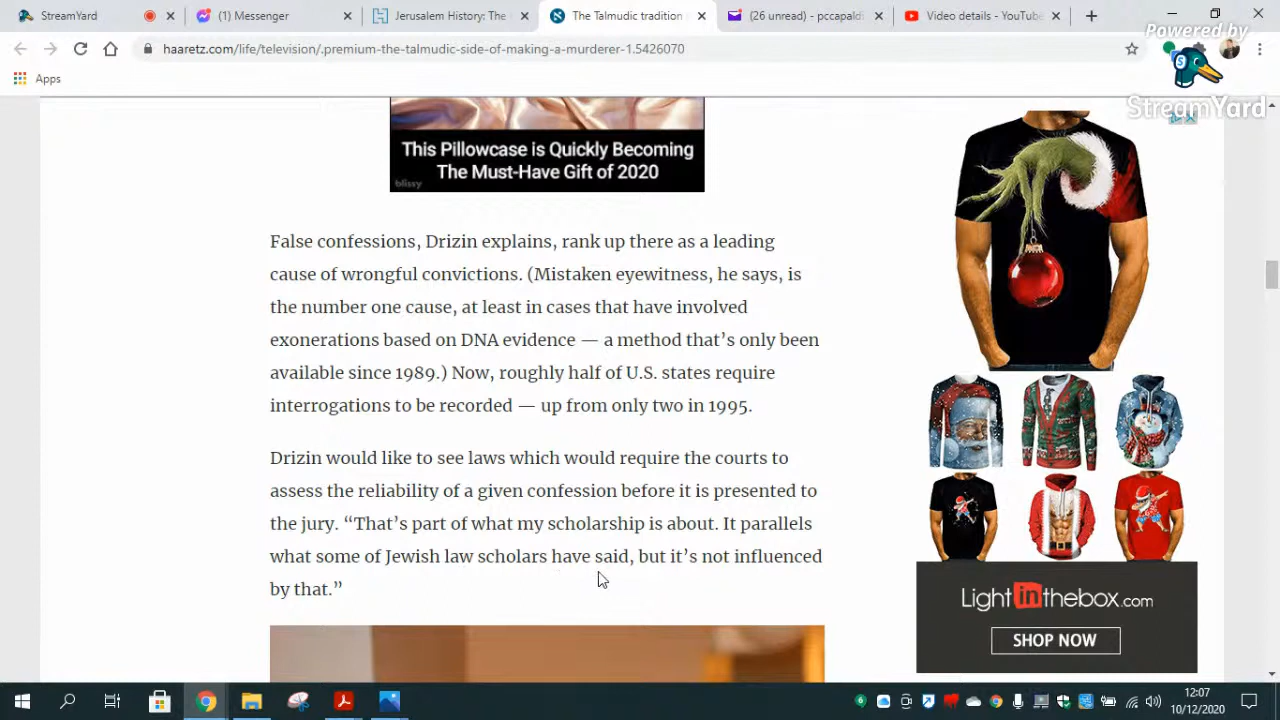 StreamYard
(1) Messenger
Jerusalem History: The
The Talmudic tradition
(26 unread) - pccapaldi
Video details - YouTube
Powered by
haaretz.com/life/television/.premium-the-talmudic-side-of-making-a-murderer-1.5426070
StreamYard
Apps
This Pillowcase is Quickly Becoming
The Must-Have Gift of 2020
blissy
False confessions, Drizin explains, rank up there as a leading
cause of wrongful convictions. (Mistaken eyewitness, he says, is
the number one cause, at least in cases that have involved
exonerations based on DNA evidence — a method that’s only been
available since 1989.) Now, roughly half of U.S. states require
interrogations to be recorded — up from only two in 1995.
Drizin would like to see laws which would require the courts to
assess the reliability of a given confession before it is presented to
the jury. “That’s part of what my scholarship is about. It parallels
what some of Jewish law scholars have said, but it’s not influenced
by that.”
Lightinthebox.com
SHOP NOW
12:07
10/12/2020